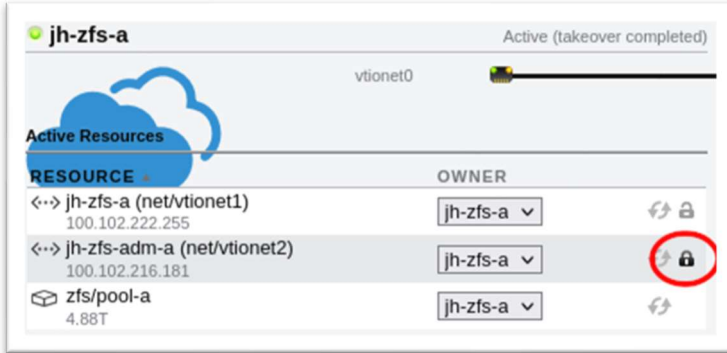 jh-zfs-a
Active (takeover completed)
vtionet0
Active Resources
RESOURCE OWNER
jh-zfs-a (net/vtionet1)
100.102.222.255
jh-zfs-a
jh-zfs-adm-a (net/vtionet2)
100.102.216.181
jh-zfs-a
zfs/pool-a
4.88T
jh-zfs-a